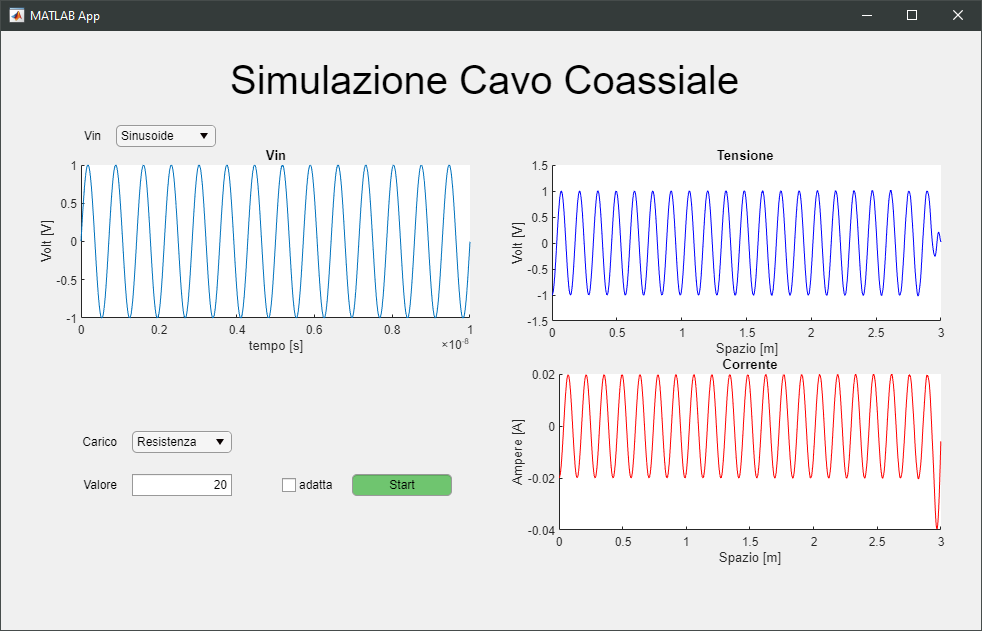 MATLAB App
Simulazione Cavo Coassiale
Vin Sinusoide
Vin
1
0.5
0
-0.5
-1
Volt [V]
0 0.2 0.4 0.6 0.8 1
×10⁻⁸
tempo [s]
Carico Resistenza
Valore 20 adatta Start
Tensione
1.5
1
0.5
0
-0.5
-1
-1.5
Volt [V]
0 0.5 1 1.5 2 2.5 3
Spazio [m]
Corrente
0.02
0
-0.02
-0.04
Ampere [A]
0 0.5 1 1.5 2 2.5 3
Spazio [m]